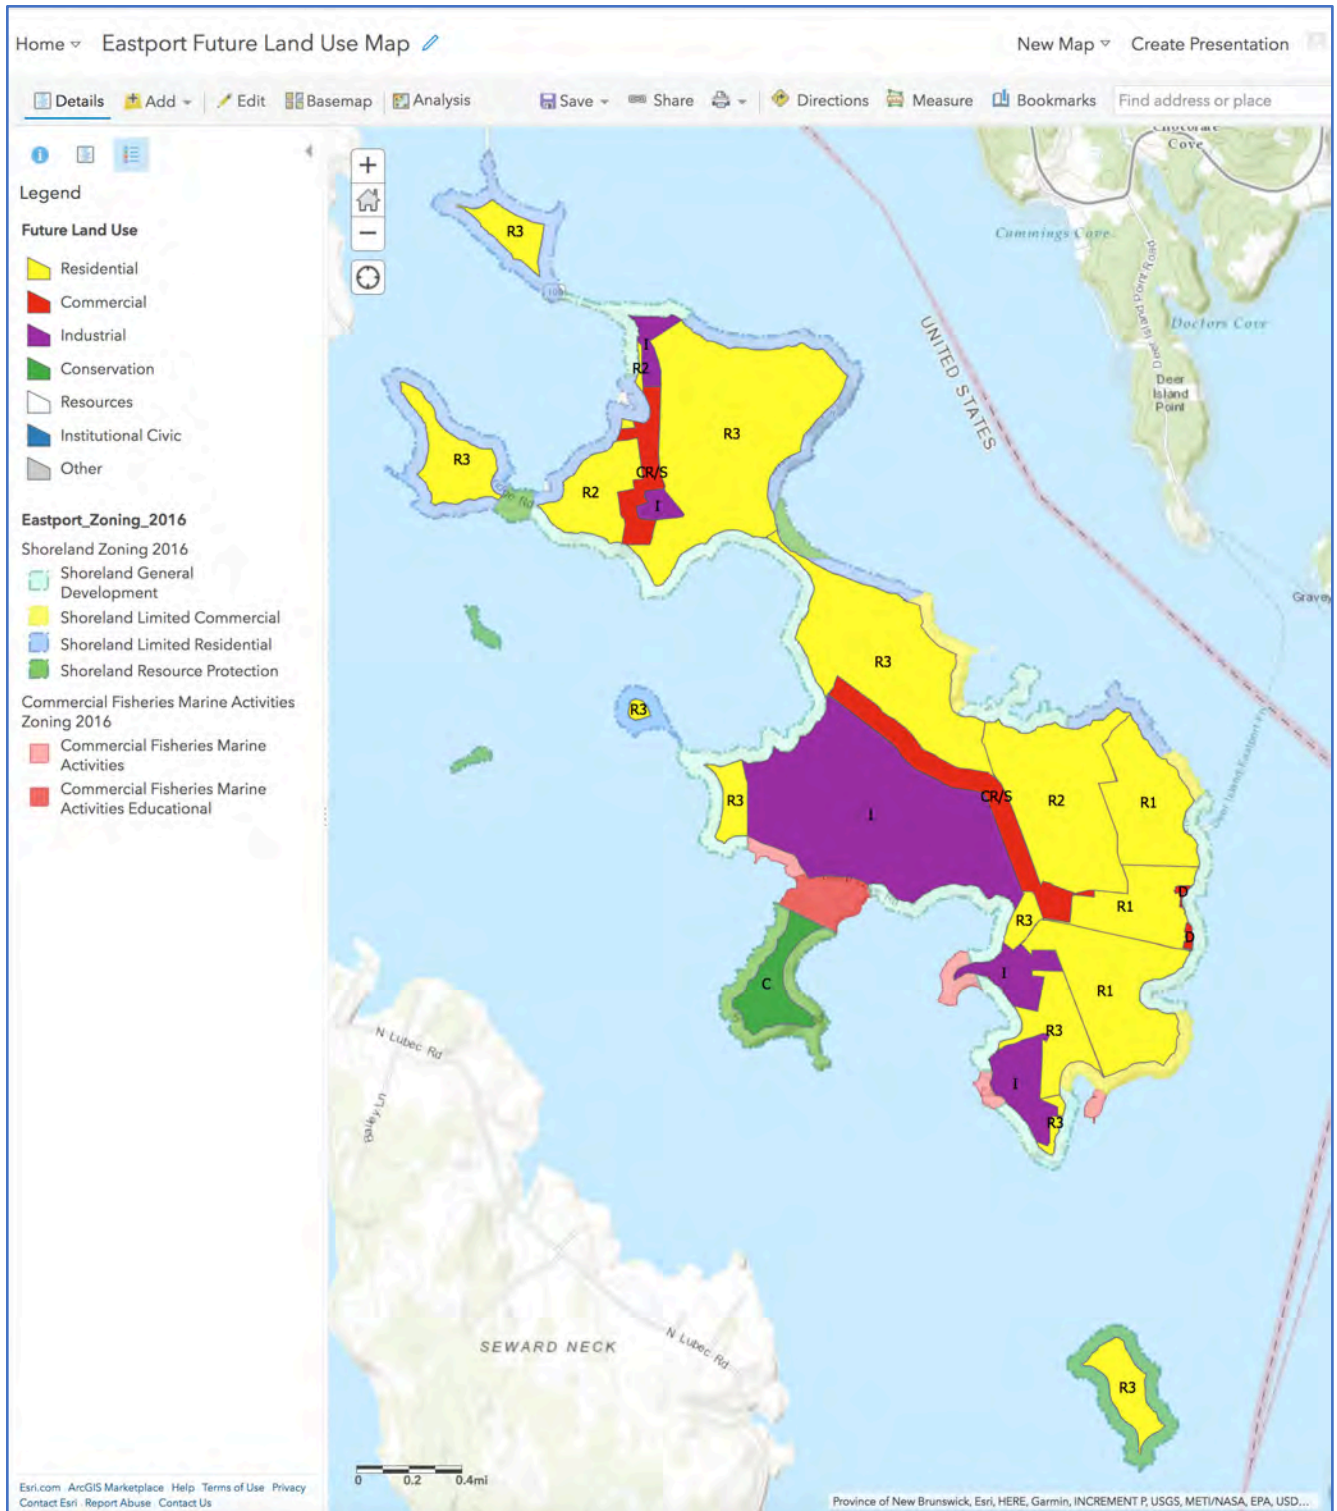 Home
Eastport Future Land Use Map
New Map
Create Presentation
Details
Add
Edit
Basemap
Analysis
Save
Share
Directions
Measure
Bookmarks
Find address or place
Legend
Future Land Use
Residential
Commercial
Industrial
Conservation
Resources
Institutional Civic
Other
Eastport_Zoning_2016
Shoreland Zoning 2016
Shoreland General
Development
Shoreland Limited Commercial
Shoreland Limited Residential
Shoreland Resource Protection
Commercial Fisheries Marine Activities
Zoning 2016
Commercial Fisheries Marine
Activities
Commercial Fisheries Marine
Activities Educational
Esri.com
ArcGIS Marketplace
Help
Terms of Use
Privacy
Contact Esri
Report Abuse
Contact Us
+
−
Cove
Cummings Cove
Deer Island Point Road
Doctors Cove
Deer
Island
Point
UNITED STATES
R3
I
R2
R3
R3
CR/S
R2
I
R3
R3
R3
CR/S
R2
R1
I
D
I
R3
R1
D
I
C
R1
R3
I
R3
N Lubec Rd
Bailey Ln
SEWARD NECK
N Lubec Rd
R3
0
0.2
0.4mi
Province of New Brunswick, Esri, HERE, Garmin, INCREMENT P, USGS, METI/NASA, EPA, USD...